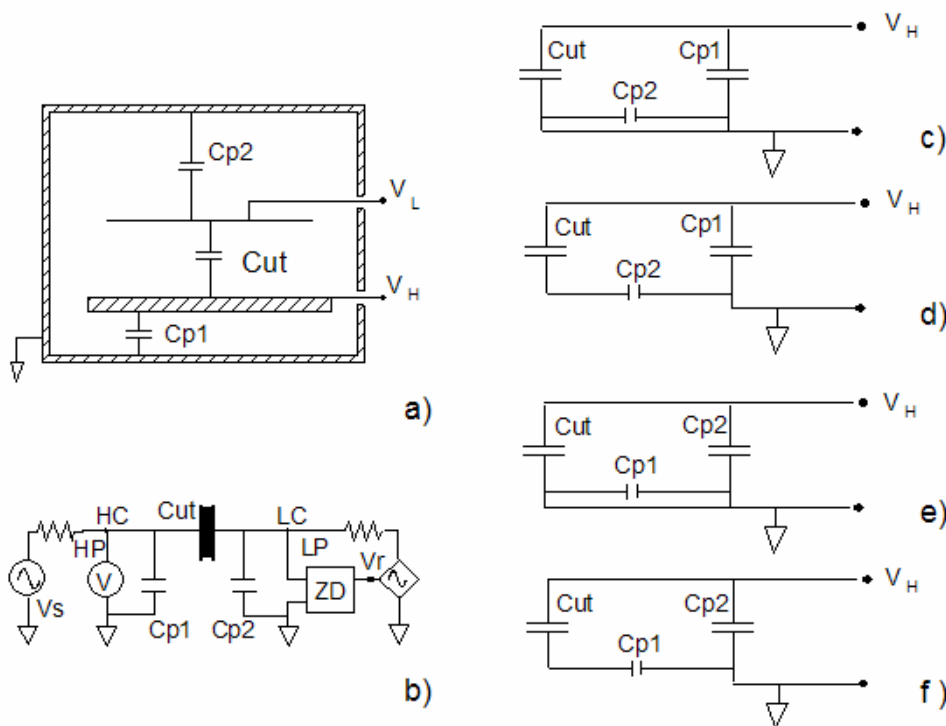 Cp2
V L
Cut
V H
Cp1
a)
HC
Cut
LC
HP
LP
Vr
V
ZD
Vs
Cp1
Cp2
b)
V H
Cut
Cp1
Cp2
c)
V H
Cut
Cp1
Cp2
d)
V H
Cut
Cp2
Cp1
e)
V H
Cut
Cp2
Cp1
f)